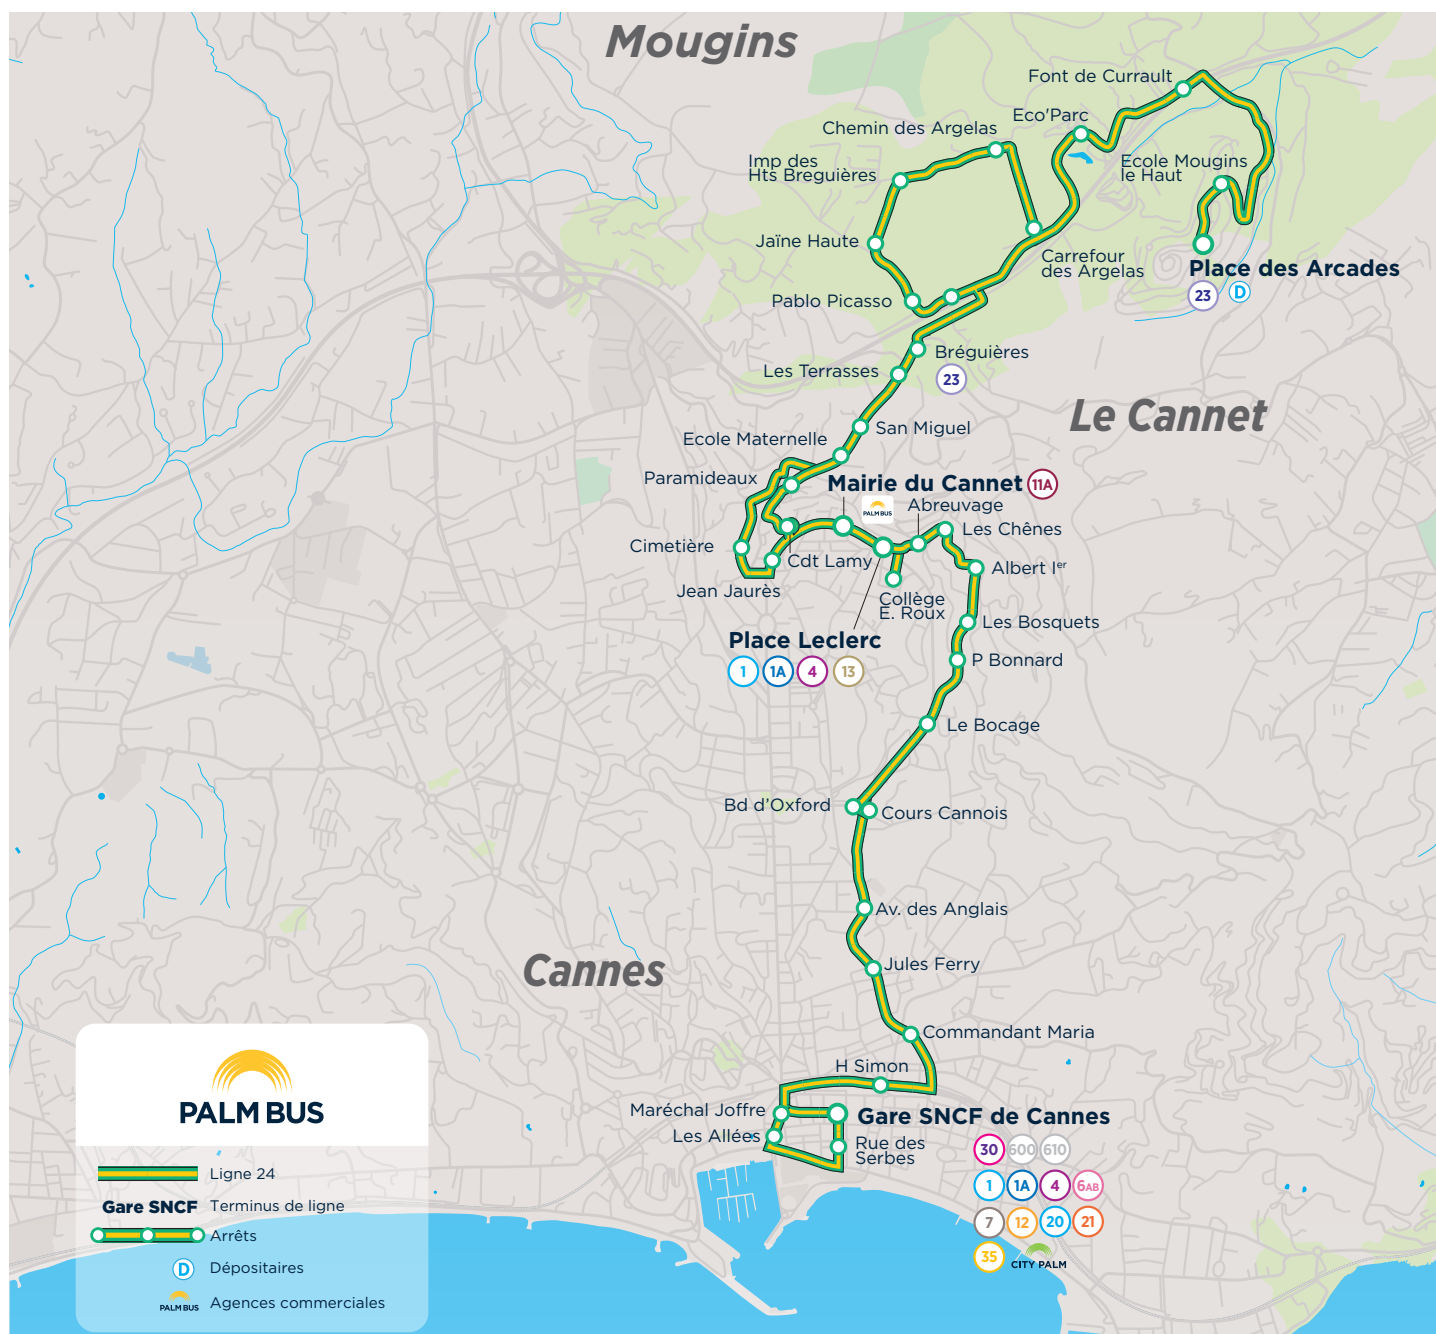 Mougins
Font de Currault
Eco'Parc
Chemin des Argelas
Imp des
Hts Breguières
Ecole Mougins
le Haut
Jaïne Haute
Carrefour
des Argelas
Place des Arcades
23 D
Pablo Picasso
Bréguières
23
Les Terrasses
Le Cannet
San Miguel
Ecole Maternelle
Paramideaux
Mairie du Cannet 11A
PALM BUS
Abreuvage
Les Chênes
Cimetière
Cdt Lamy
Albert Ier
Jean Jaurès
Collège
E. Roux
Les Bosquets
Place Leclerc
1 1A 4 13
P Bonnard
Le Bocage
Bd d'Oxford
Cours Cannois
Av. des Anglais
Jules Ferry
Cannes
Commandant Maria
H Simon
Maréchal Joffre
Gare SNCF de Cannes
Les Allées
Rue des
Serbes
30 600 610
1 1A 4 6AB
7 12 20 21
35 CITY PALM
PALM BUS
Ligne 24
Gare SNCF Terminus de ligne
Arrêts
D Dépositaires
PALM BUS Agences commerciales